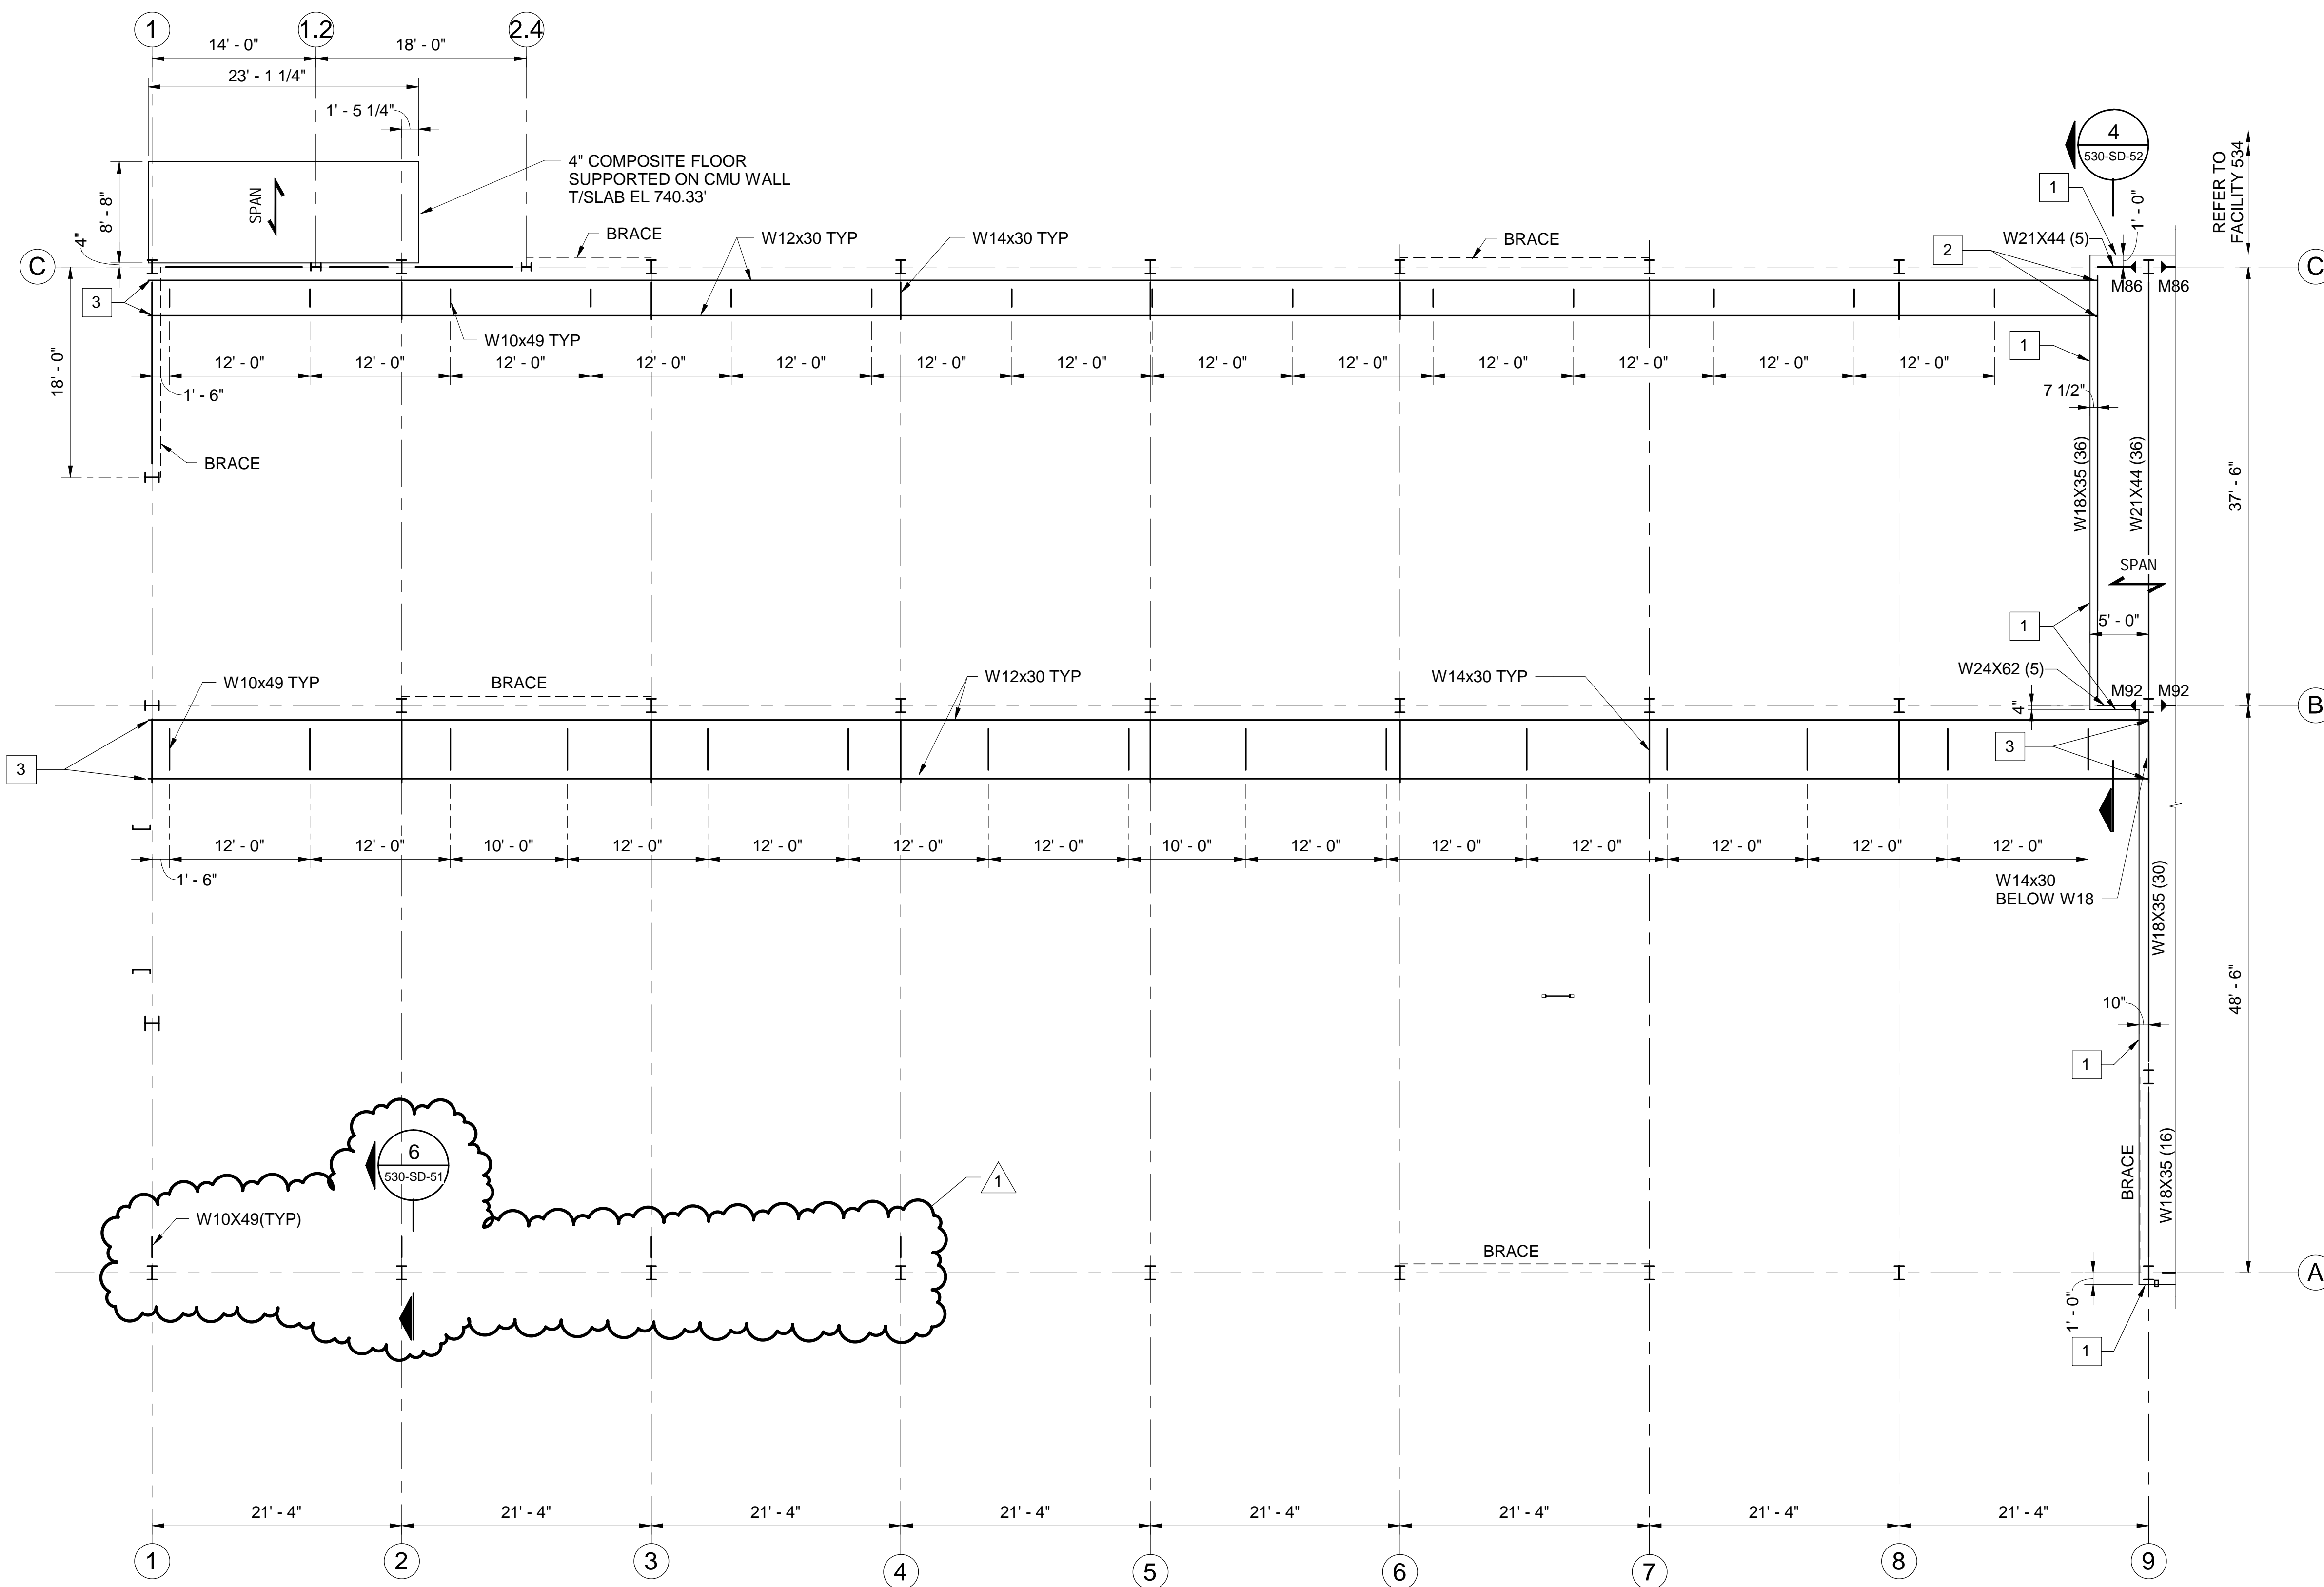 1
1.2
2.4
14' - 0"
18' - 0"
23' - 1 1/4"
1' - 5 1/4"
4" COMPOSITE FLOOR
SUPPORTED ON CMU WALL
T/SLAB EL 740.33'
SPAN
8' - 8"
4"
BRACE
W12x30 TYP
W14x30 TYP
BRACE
4
530-SD-52
1
1' - 0"
REFER TO
FACILITY 534
W21X44 (5)
2
C
C
M86
M86
3
W10x49 TYP
18' - 0"
12' - 0"
12' - 0"
12' - 0"
12' - 0"
12' - 0"
12' - 0"
12' - 0"
12' - 0"
12' - 0"
12' - 0"
12' - 0"
12' - 0"
12' - 0"
1' - 6"
1
7 1/2"
BRACE
W18X35 (36)
W21X44 (36)
37' - 6"
SPAN
1
5' - 0"
W24X62 (5)
W10x49 TYP
BRACE
W12x30 TYP
W14x30 TYP
M92
M92
4"
B
3
3
12' - 0"
12' - 0"
10' - 0"
12' - 0"
12' - 0"
12' - 0"
12' - 0"
10' - 0"
12' - 0"
12' - 0"
12' - 0"
12' - 0"
12' - 0"
12' - 0"
1' - 6"
W14x30
BELOW W18
W18X35 (30)
48' - 6"
10"
1
6
530-SD-51
1
W10X49(TYP)
BRACE
BRACE
W18X35 (16)
A
1' - 0"
1
21' - 4"
21' - 4"
21' - 4"
21' - 4"
21' - 4"
21' - 4"
21' - 4"
21' - 4"
1
2
3
4
5
6
7
8
9